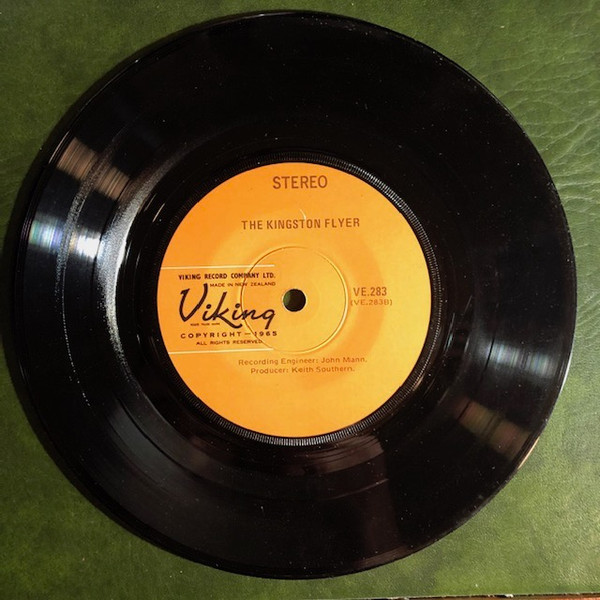 STEREO
THE KINGSTON FLYER
VIKING RECORD COMPANY LTD.
MADE IN NEW ZEALAND
Viking
COPYRIGHT—1965
ALL RIGHTS RESERVED
VE.283
(VE.283B)
Recording Engineer: John Mann.
Producer: Keith Southern.